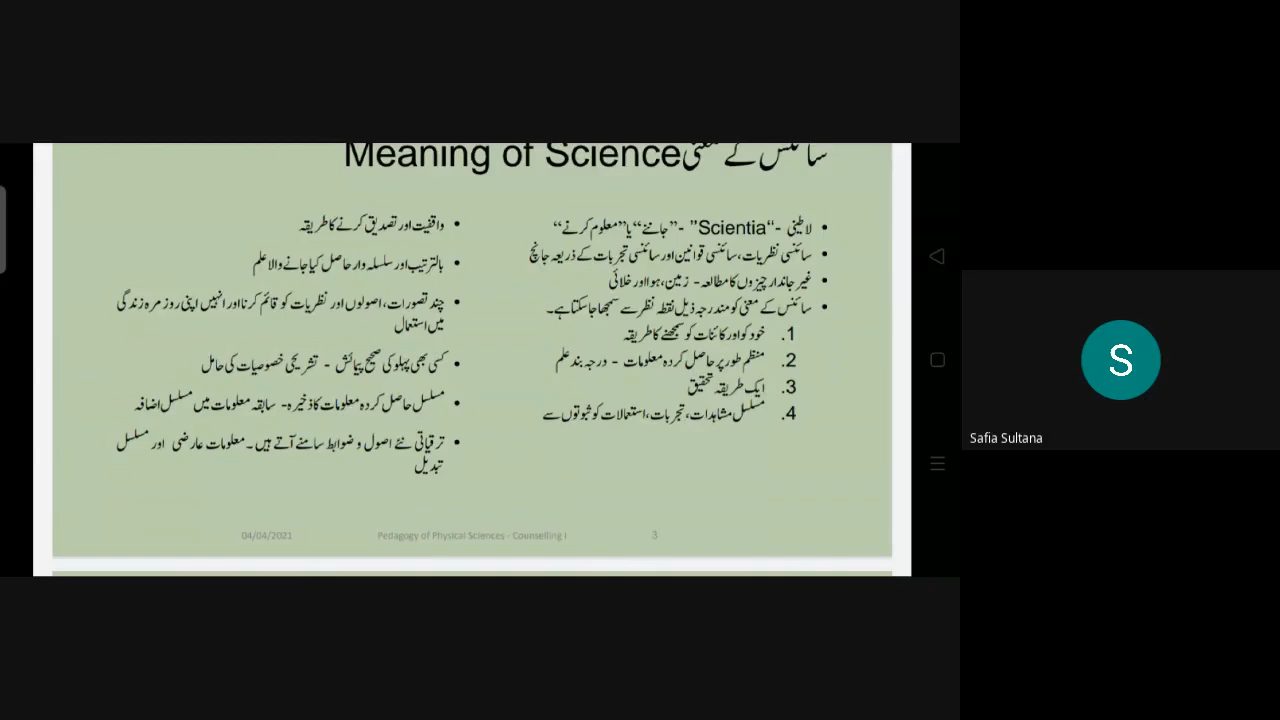 سائنس کے معنی Meaning of Science
• لاطینی - “Scientia” - ”جاننے“ یا ”معلوم کرنے“
• سائنسی نظریات، سائنسی قوانین اور سائنسی تجربات کے ذریعہ جانچ
• غیر جاندار چیزوں کا مطالعہ - زمین، ہوا اور خلائی
• سائنس کے معنی کو مندرجہ ذیل نقطہ نظر سے سمجھا جاسکتا ہے۔
1. خود کو اور کائنات کو سمجھنے کا طریقہ
2. منظم طور پر حاصل کردہ معلومات - درجہ بند علم
3. ایک طریقہ تحقیق
4. مسلسل مشاہدات، تجربات، استعمالات کو ثبوتوں سے
• واقفیت اور تصدیق کرنے کا طریقہ
• بالترتیب اور سلسلہ وار حاصل کیا جانے والا علم
• چند تصورات، اصولوں اور نظریات کو قائم کرنا اور انہیں اپنی روز مرہ زندگی
میں استعمال
• کسی بھی پہلو کی صحیح پیمائش - تشریحی خصوصیات کی حامل
• مسلسل حاصل کردہ معلومات کا ذخیرہ - سابقہ معلومات میں مسلسل اضافہ
• ترقیاتی نئے اصول و ضوابط سامنے آتے ہیں۔ معلومات عارضی اور مسلسل
تبدیل
04/04/2021 Pedagogy of Physical Sciences - Counselling I 3
S
Safia Sultana